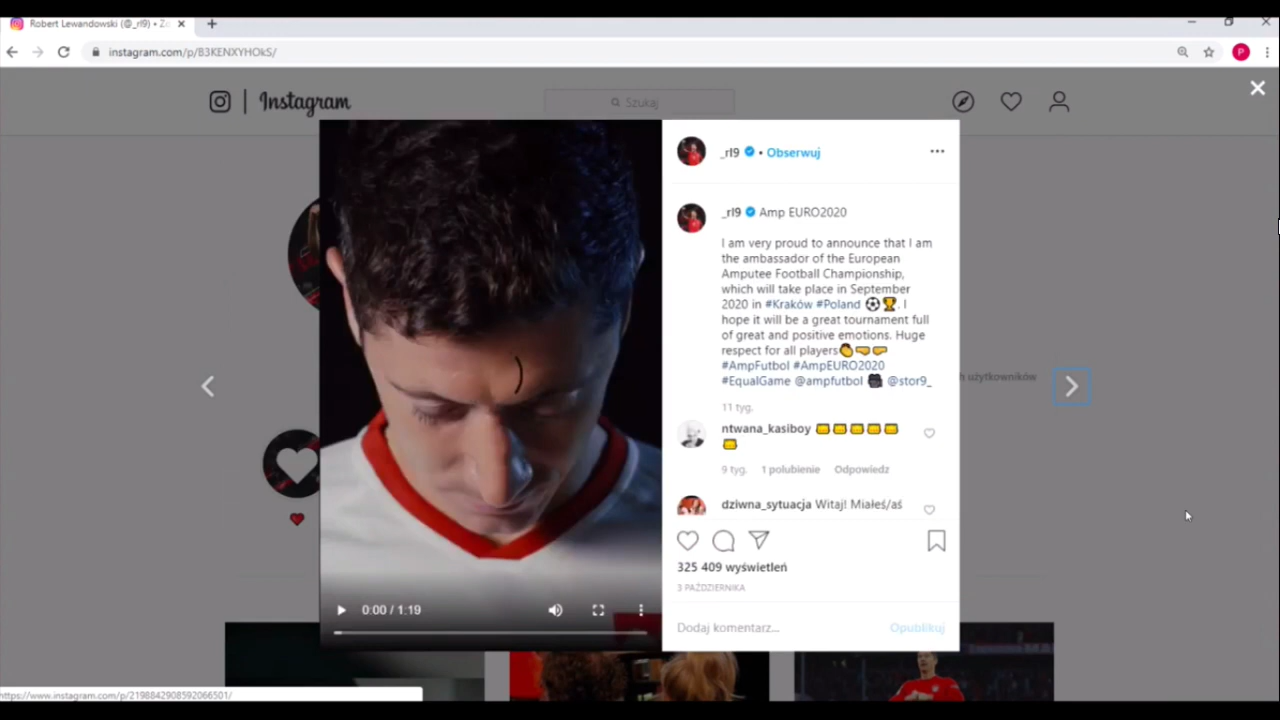 Robert Lewandowski (@_rl9) • Z
instagram.com/p/B3KENXYHOkS/
P
Instagram
Szukaj
_rl9 • Obserwuj
_rl9 Amp EURO2020
I am very proud to announce that I am
the ambassador of the European
Amputee Football Championship,
which will take place in September
2020 in #Kraków #Poland ⚽🏆. I
hope it will be a great tournament full
of great and positive emotions. Huge
respect for all players👏🤜🤛
#AmpFutbol #AmpEURO2020
#EqualGame @ampfutbol @stor9_
h użytkowników
11 tyg.
ntwana_kasiboy
9 tyg. 1 polubienie Odpowiedz
dziwna_sytuacja Witaj! Miałeś/aś
325 409 wyświetleń
3 PAŹDZIERNIKA
0:00 / 1:19
Dodaj komentarz... Opublikuj
https://www.instagram.com/p/2198842908592066501/